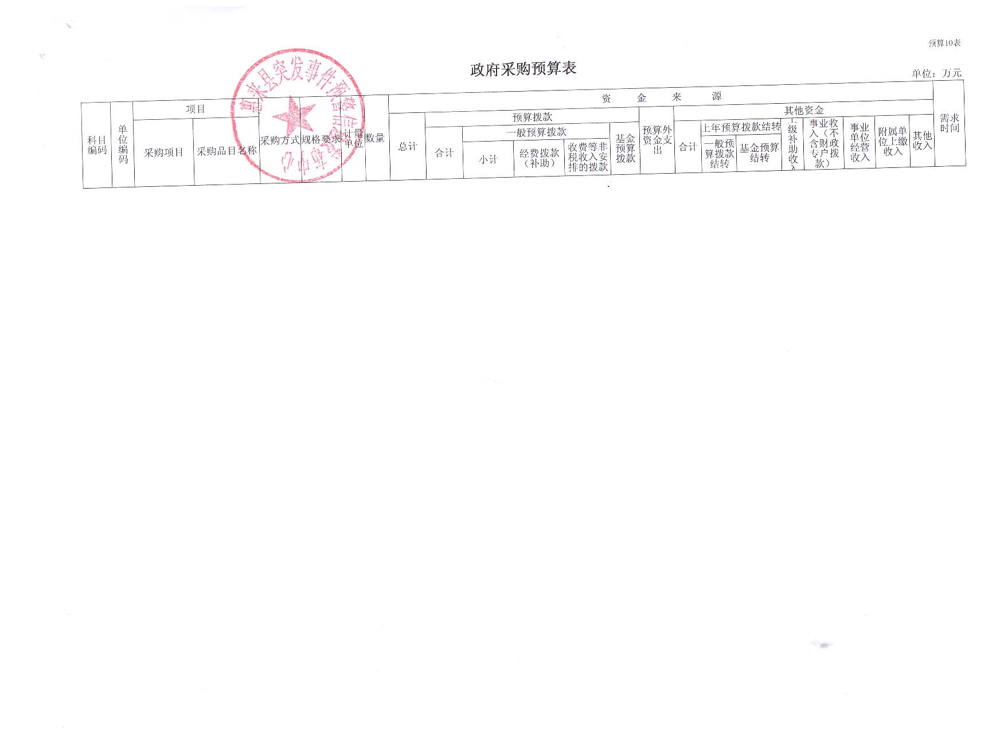 预算10表
政府采购预算表
单位：万元
惠来县突发事件预警信息发布中心
科目
编码
单
位
编
码
项目
采购项目
采购品目名称
采购方式
规格要求
计量
单位
数量
资 金 来 源
总计
预算拨款
合计
一般预算拨款
小计
经费拨款
（补助）
收费等非
税收入安
排的拨款
基金
预算
拨款
预算外
资金支
出
其他资金
合计
上年预算拨款结转
一般预
算拨款
结转
基金预算
结转
上
级
补
助
收
入
事业收
入（不
含财政
专户拨
款）
事业
单位
经营
收入
附属单
位上缴
收入
其他
收入
需求
时间